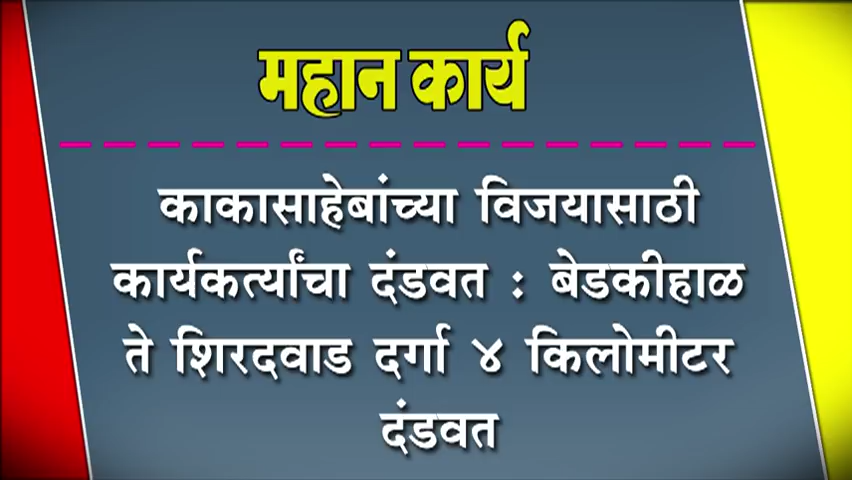 महान कार्य
काकासाहेबांच्या विजयासाठी
कार्यकर्त्यांचा दंडवत : बेडकीहाळ
ते शिरदवाड दर्गा ४ किलोमीटर
दंडवत